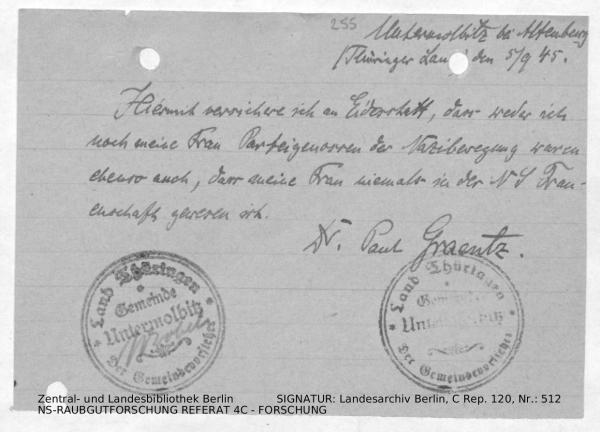 255
Untermolbitz bei Altenburg
(Thüringer Land) den 5/9 45.
Hiermit versichere ich an Eidesstatt, dass weder ich
noch meine Frau Parteigenossen der Nazibewegung waren
ebenso auch, dass meine Frau niemals in der N S Frau-
enschaft gewesen ist.
Dr. Paul Graentz.
Land Thüringen
Gemeinde
Untermolbitz
Der Gemeindevorsteher
Land Thüringen
Gemeinde
Untermolbitz
Der Gemeindevorsteher
Zentral- und Landesbibliothek Berlin SIGNATUR: Landesarchiv Berlin, C Rep. 120, Nr.: 512
NS-RAUBGUTFORSCHUNG REFERAT 4C - FORSCHUNG